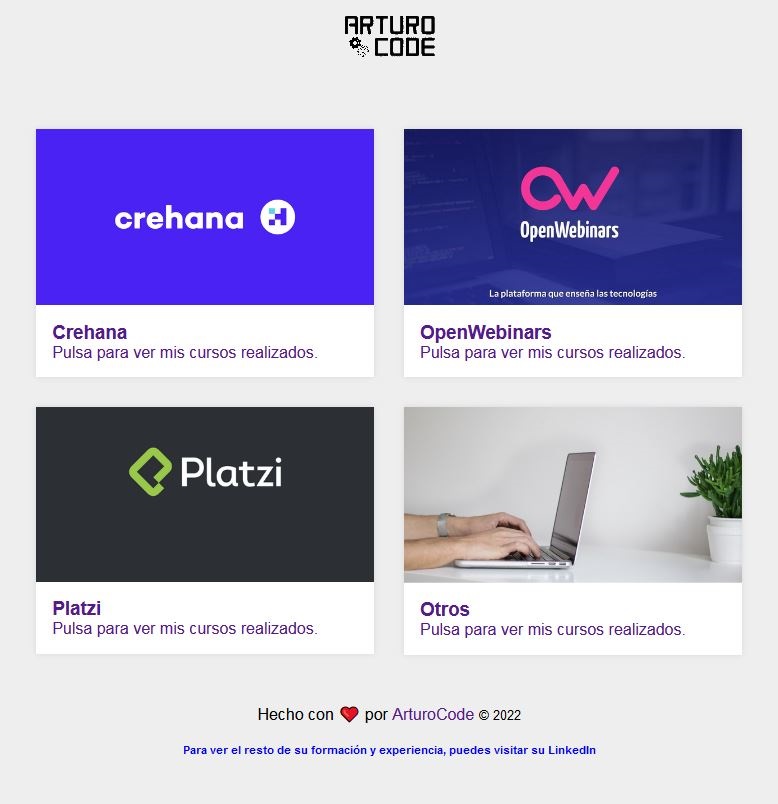 ARTURO
CODE
crehana
OpenWebinars
La plataforma que enseña las tecnologías
Crehana
Pulsa para ver mis cursos realizados.
OpenWebinars
Pulsa para ver mis cursos realizados.
Platzi
Platzi
Pulsa para ver mis cursos realizados.
Otros
Pulsa para ver mis cursos realizados.
Hecho con ❤️ por ArturoCode © 2022
Para ver el resto de su formación y experiencia, puedes visitar su LinkedIn